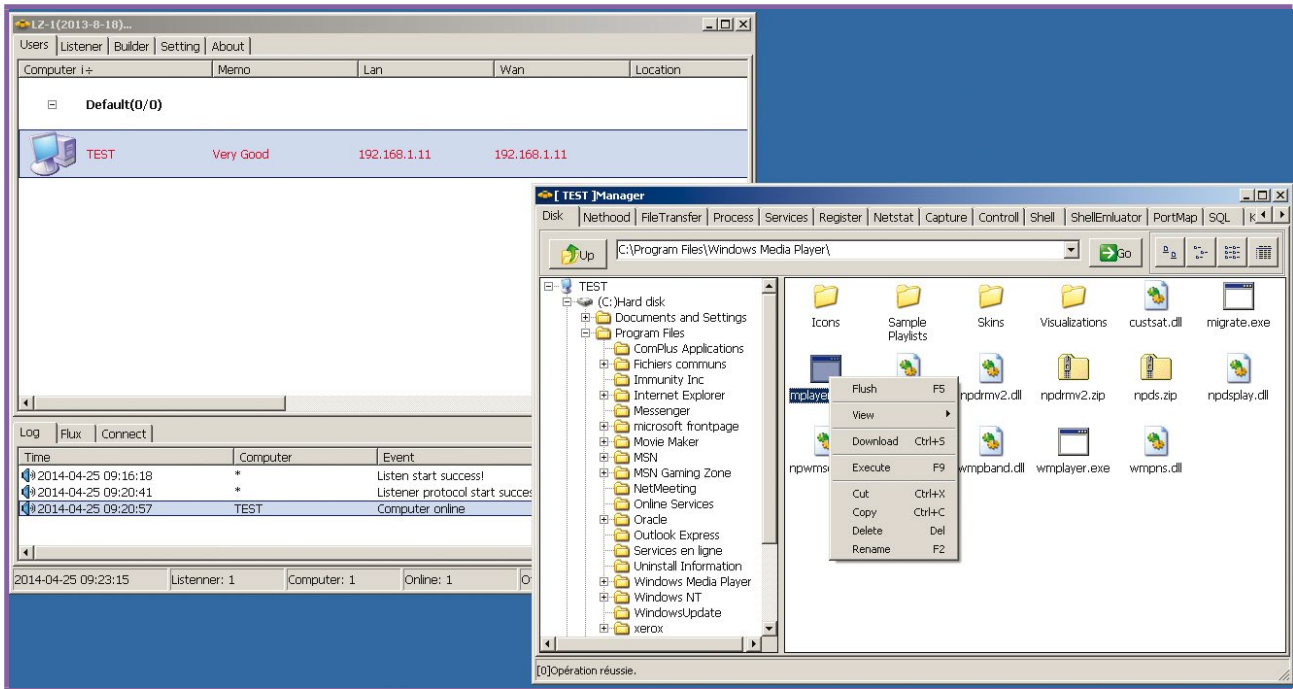 LZ-1(2013-8-18)...
Users Listener Builder Setting About
Computer i÷ Memo Lan Wan Location
Default(0/0)
TEST Very Good 192.168.1.11 192.168.1.11
Log Flux Connect
Time Computer Event
2014-04-25 09:16:18 * Listen start success!
2014-04-25 09:20:41 * Listener protocol start
2014-04-25 09:20:57 TEST Computer online
2014-04-25 09:23:15 Listenner: 1 Computer: 1 Online: 1
[ TEST ]Manager
Disk Nethood FileTransfer Process Services Register Netstat Capture Controll Shell ShellEmluator PortMap SQL K
Up C:\Program Files\Windows Media Player\ Go
TEST
(C:)Hard disk
Documents and Settings
Program Files
ComPlus Applications
Fichiers communs
Immunity Inc
Internet Explorer
Messenger
microsoft frontpage
Movie Maker
MSN
MSN Gaming Zone
NetMeeting
Online Services
Oracle
Outlook Express
Services en ligne
Uninstall Information
Windows Media Player
Windows NT
WindowsUpdate
xerox
Icons Sample Skins Visualizations custsat.dll migrate.exe
Playlists
mplayer npdrmv2.dll npdrmv2.zip npds.zip npdsplay.dll
npwms wmpband.dll wmplayer.exe wmpns.dll
Flush F5
View
Download Ctrl+S
Execute F9
Cut Ctrl+X
Copy Ctrl+C
Delete Del
Rename F2
[0]Opération réussie.